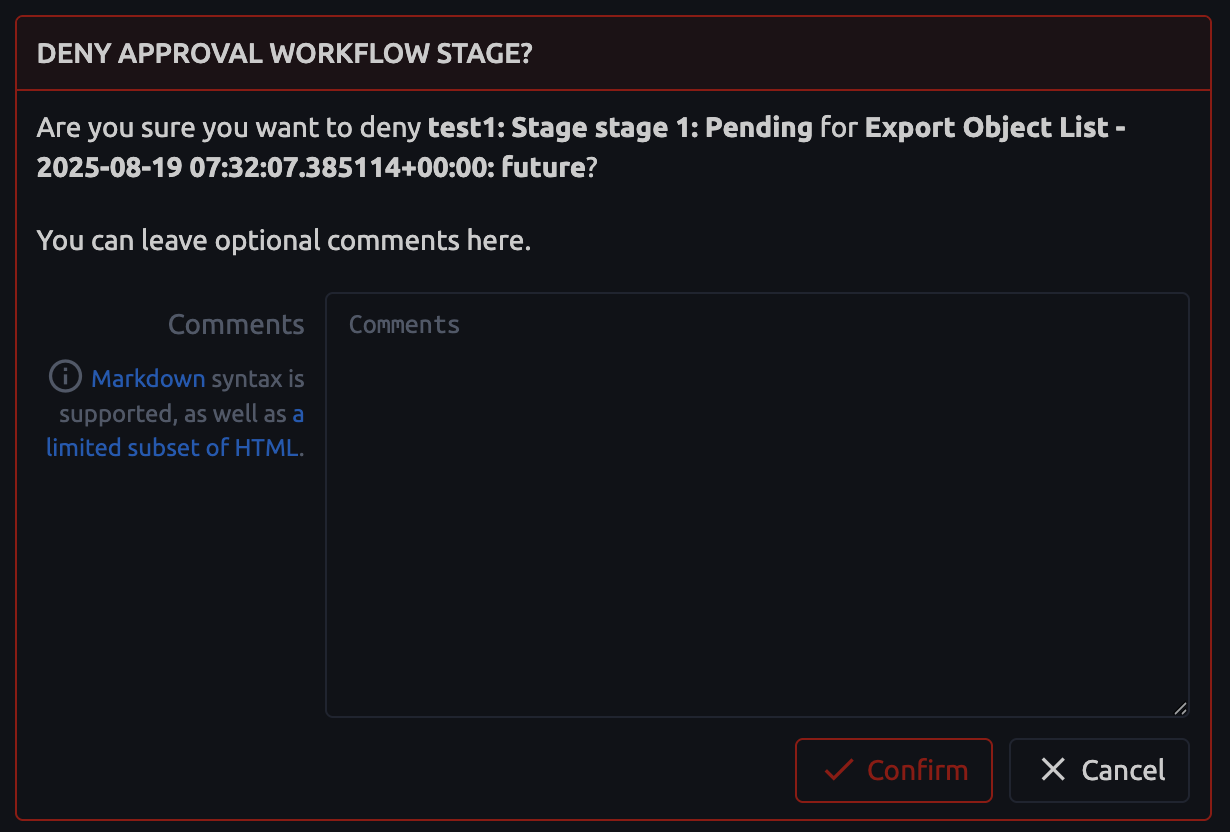 DENY APPROVAL WORKFLOW STAGE?
Are you sure you want to deny test1: Stage stage 1: Pending for Export Object List -
2025-08-19 07:32:07.385114+00:00: future?
You can leave optional comments here.
Comments
Comments
Markdown syntax is
supported, as well as a
limited subset of HTML.
Confirm
Cancel